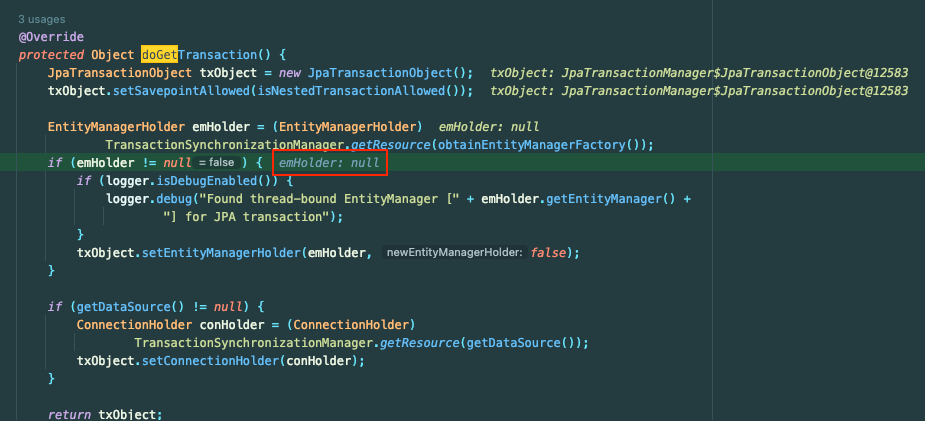 3 usages
@Override
protected Object doGetTransaction() {
    JpaTransactionObject txObject = new JpaTransactionObject();  txObject: JpaTransactionManager$JpaTransactionObject@12583
    txObject.setSavepointAllowed(isNestedTransactionAllowed());  txObject: JpaTransactionManager$JpaTransactionObject@12583
    EntityManagerHolder emHolder = (EntityManagerHolder)  emHolder: null
            TransactionSynchronizationManager.getResource(obtainEntityManagerFactory());
    if (emHolder != null = false ) {  emHolder: null
        if (logger.isDebugEnabled()) {
            logger.debug("Found thread-bound EntityManager [" + emHolder.getEntityManager() +
                    "] for JPA transaction");
        }
        txObject.setEntityManagerHolder(emHolder, newEntityManagerHolder: false);
    }
    if (getDataSource() != null) {
        ConnectionHolder conHolder = (ConnectionHolder)
                TransactionSynchronizationManager.getResource(getDataSource());
        txObject.setConnectionHolder(conHolder);
    }
    return txObject;